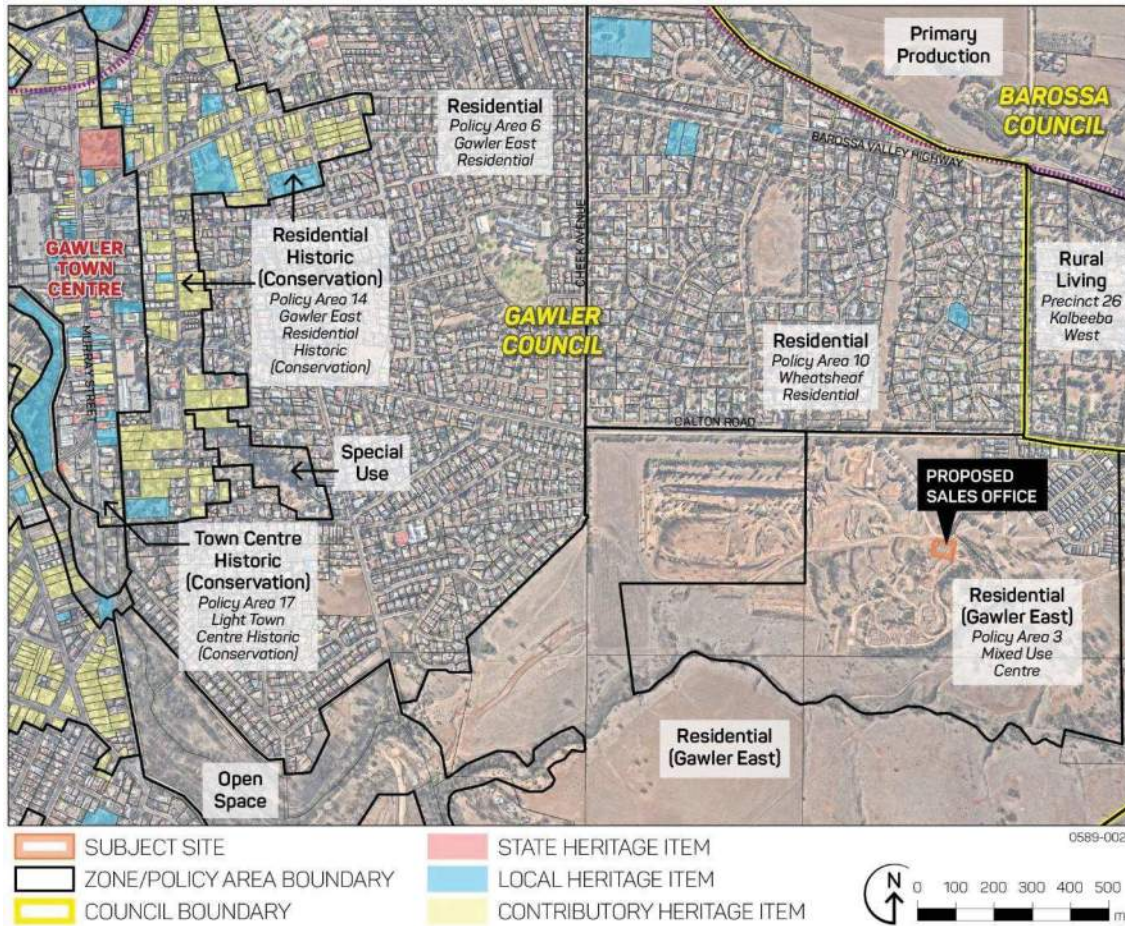 Primary
Production
BAROSSA
COUNCIL
Residential
Policy Area 6
Gawler East
Residential
BAROSSA VALLEY HIGHWAY
CHEEK AVENUE
GAWLER
TOWN
CENTRE
MURRAY STREET
Residential
Historic
(Conservation)
Policy Area 14
Gawler East
Residential
Historic
(Conservation)
GAWLER
COUNCIL
Rural
Living
Precinct 26
Kalbeeba
West
Residential
Policy Area 10
Wheatsheaf
Residential
CALTON ROAD
Special
Use
PROPOSED
SALES OFFICE
Town Centre
Historic
(Conservation)
Policy Area 17
Light Town
Centre Historic
(Conservation)
Residential
(Gawler East)
Policy Area 3
Mixed Use
Centre
Residential
(Gawler East)
Open
Space
0589-002
SUBJECT SITE
ZONE/POLICY AREA BOUNDARY
COUNCIL BOUNDARY
STATE HERITAGE ITEM
LOCAL HERITAGE ITEM
CONTRIBUTORY HERITAGE ITEM
N
0 100 200 300 400 500
m